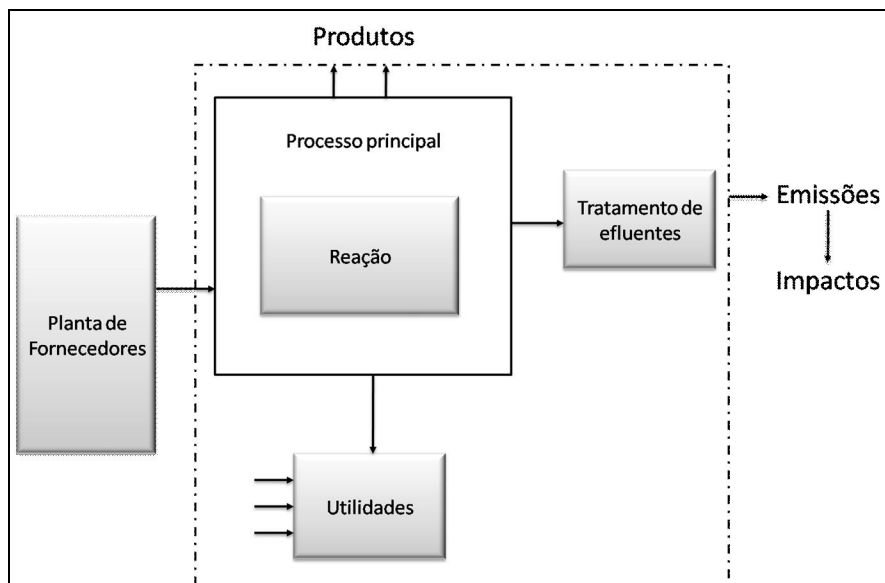 Produtos
Processo principal
Reação
Tratamento de
efluentes
Emissões
Impactos
Planta de
Fornecedores
Utilidades